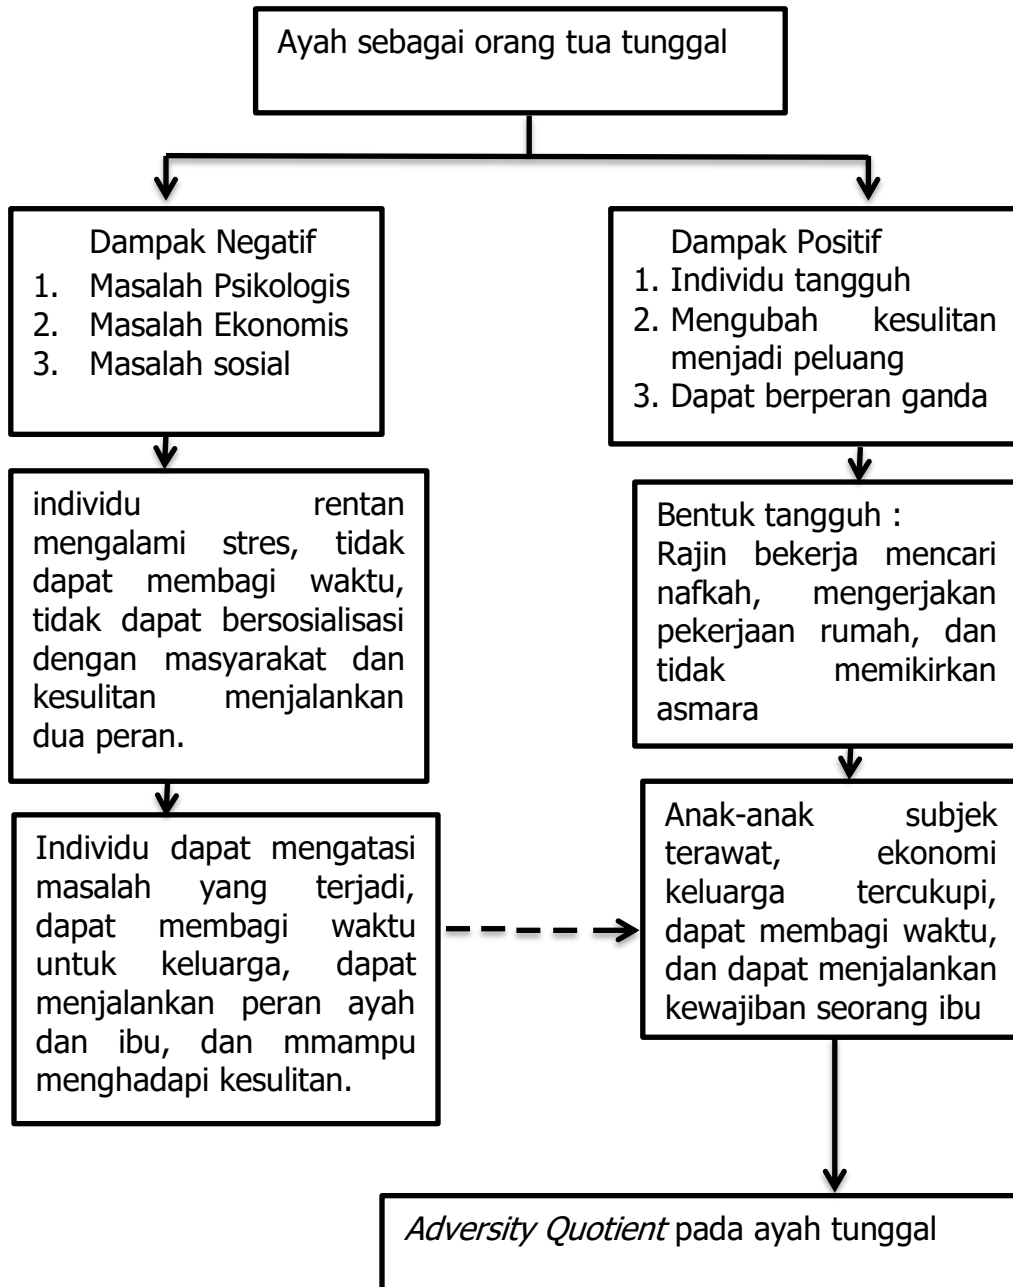 Ayah sebagai orang tua tunggal
Dampak Negatif
1. Masalah Psikologis
2. Masalah Ekonomis
3. Masalah sosial
Dampak Positif
1. Individu tangguh
2. Mengubah kesulitan
menjadi peluang
3. Dapat berperan ganda
individu rentan
mengalami stres, tidak
dapat membagi waktu,
tidak dapat bersosialisasi
dengan masyarakat dan
kesulitan menjalankan
dua peran.
Bentuk tangguh :
Rajin bekerja mencari
nafkah, mengerjakan
pekerjaan rumah, dan
tidak memikirkan
asmara
Individu dapat mengatasi
masalah yang terjadi,
dapat membagi waktu
untuk keluarga, dapat
menjalankan peran ayah
dan ibu, dan mmampu
menghadapi kesulitan.
Anak-anak subjek
terawat, ekonomi
keluarga tercukupi,
dapat membagi waktu,
dan dapat menjalankan
kewajiban seorang ibu
Adversity Quotient pada ayah tunggal